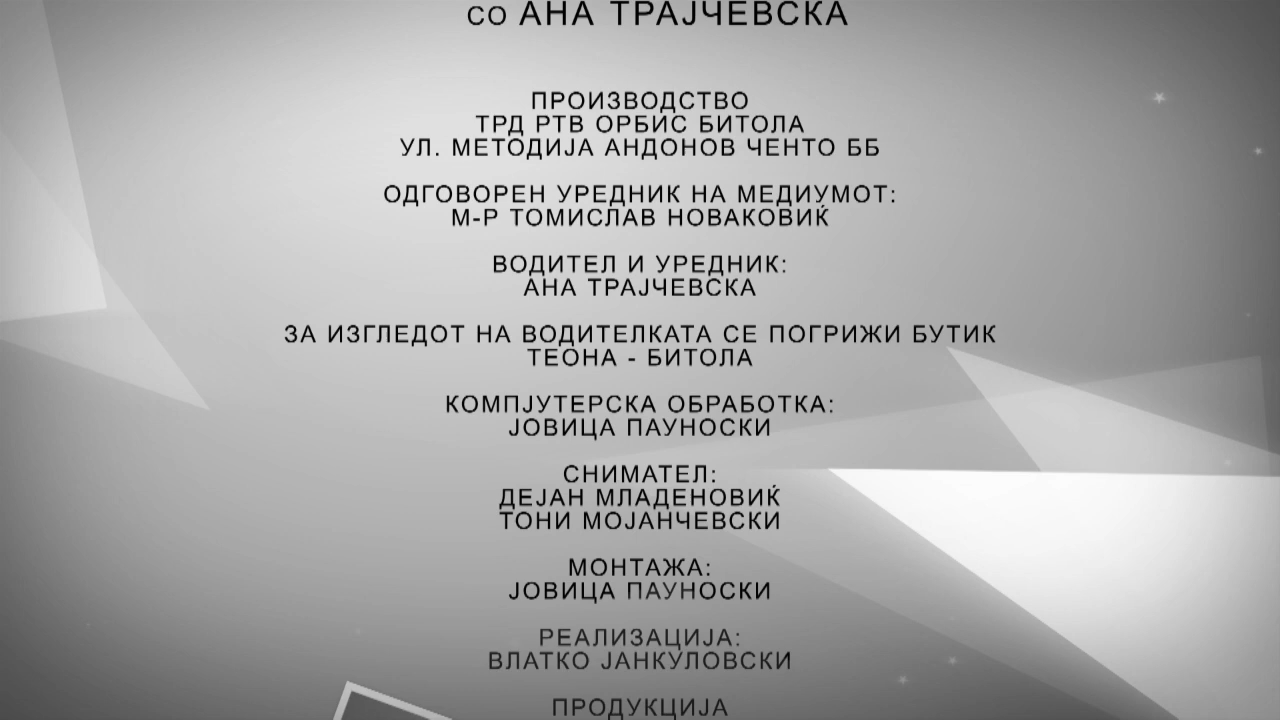 со АНА ТРАЈЧЕВСКА
ПРОИЗВОДСТВО
ТРД РТВ ОРБИС БИТОЛА
УЛ. МЕТОДИЈА АНДОНОВ ЧЕНТО ББ
ОДГОВОРЕН УРЕДНИК НА МЕДИУМОТ:
М-Р ТОМИСЛАВ НОВАКОВИЌ
ВОДИТЕЛ И УРЕДНИК:
АНА ТРАЈЧЕВСКА
ЗА ИЗГЛЕДОТ НА ВОДИТЕЛКАТА СЕ ПОГРИЖИ БУТИК
ТЕОНА - БИТОЛА
КОМПЈУТЕРСКА ОБРАБОТКА:
ЈОВИЦА ПАУНОСКИ
СНИМАТЕЛ:
ДЕЈАН МЛАДЕНОВИЌ
ТОНИ МОЈАНЧЕВСКИ
МОНТАЖА:
ЈОВИЦА ПАУНОСКИ
РЕАЛИЗАЦИЈА:
ВЛАТКО ЈАНКУЛОВСКИ
ПРОДУКЦИЈА